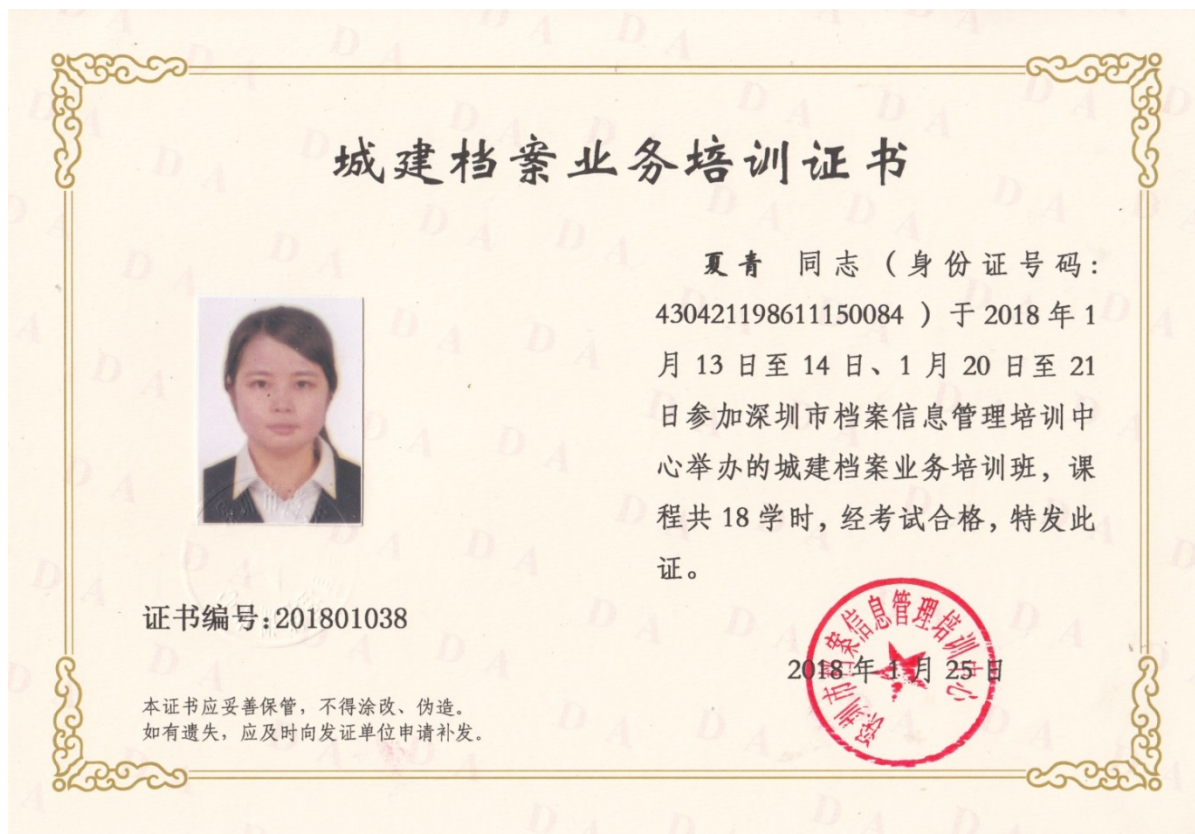 城建档案业务培训证书
夏青 同志（身份证号码：
430421198611150084 ）于 2018 年 1
月 13 日至 14 日、1 月 20 日至 21
日参加深圳市档案信息管理培训中
心举办的城建档案业务培训班，课
程共 18 学时，经考试合格，特发此
证。
证书编号:201801038
深圳市档案信息管理培训中心
2018 年 1 月 25 日
本证书应妥善保管，不得涂改、伪造。
如有遗失，应及时向发证单位申请补发。